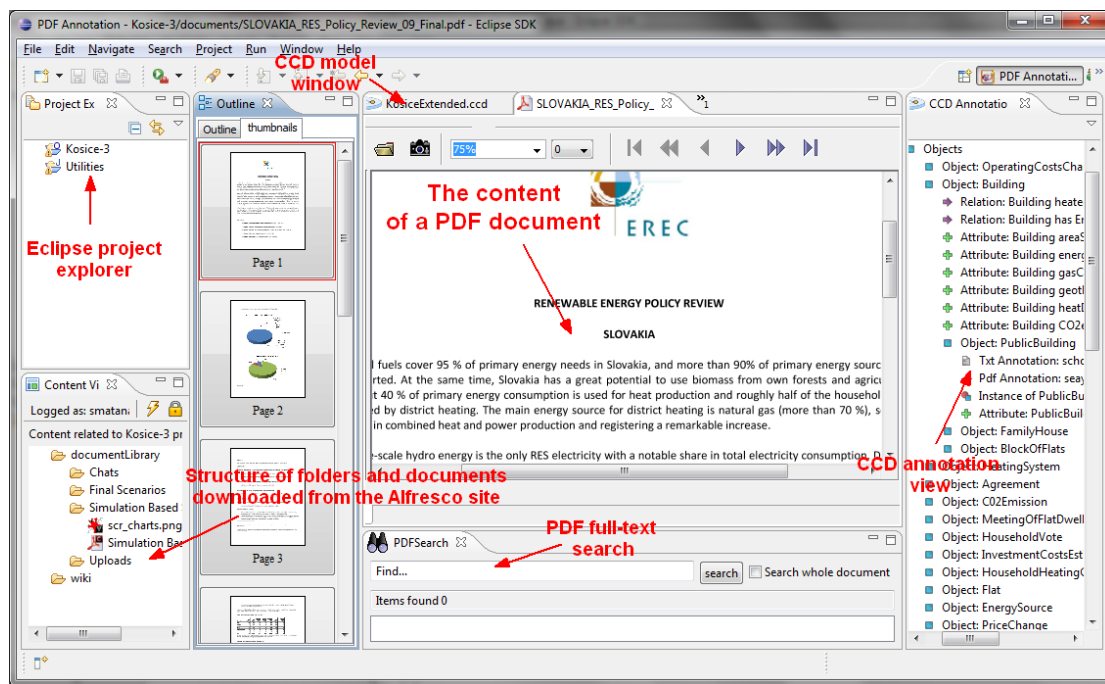 PDF Annotation - Kosice-3/documents/SLOVAKIA_RES_Policy_Review_09_Final.pdf - Eclipse SDK
File Edit Navigate Search Project Run Window Help
CCD model
window
PDF Annotati...
Project Ex
Kosice-3
Utilities
Eclipse project
explorer
Outline
Outline thumbnails
Page 1
Page 2
Page 3
KosiceExtended.ccd SLOVAKIA_RES_Policy_ »1
75% 0
The content
of a PDF document
EREC
RENEWABLE ENERGY POLICY REVIEW
SLOVAKIA
l fuels cover 95 % of primary energy needs in Slovakia, and more than 90% of primary energy sourc
rted. At the same time, Slovakia has a great potential to use biomass from own forests and agricu
t 40 % of primary energy consumption is used for heat production and roughly half of the househol
ed by district heating. The main energy source for district heating is natural gas (more than 70 %), s
in combined heat and power production and registering a remarkable increase.
-scale hydro energy is the only RES electricity with a notable share in total electricity consumption. D
Content Vi
Logged as: smatana
Content related to Kosice-3 pr
documentLibrary
Chats
Final Scenarios
Simulation Based
scr_charts.png
Simulation Ba
Uploads
wiki
Structure of folders and documents
downloaded from the Alfresco site
PDF full-text
search
PDFSearch
Find... search Search whole document
Items found 0
CCD Annotatio
Objects
Object: OperatingCostsCha
Object: Building
Relation: Building heate
Relation: Building has Er
Attribute: Building areaS
Attribute: Building energ
Attribute: Building gasC
Attribute: Building geotl
Attribute: Building heatD
Attribute: Building CO2e
Object: PublicBuilding
Txt Annotation: scho
Pdf Annotation: seay
Instance of PublicBu
Attribute: PublicBuil
Object: FamilyHouse
Object: BlockOfFlats
Object: HeatingSystem
Object: Agreement
Object: C02Emission
Object: MeetingOfFlatDwell
Object: HouseholdVote
Object: InvestmentCostsEst
Object: HouseholdHeatingC
Object: Flat
Object: EnergySource
Object: PriceChange
CCD annotation
view